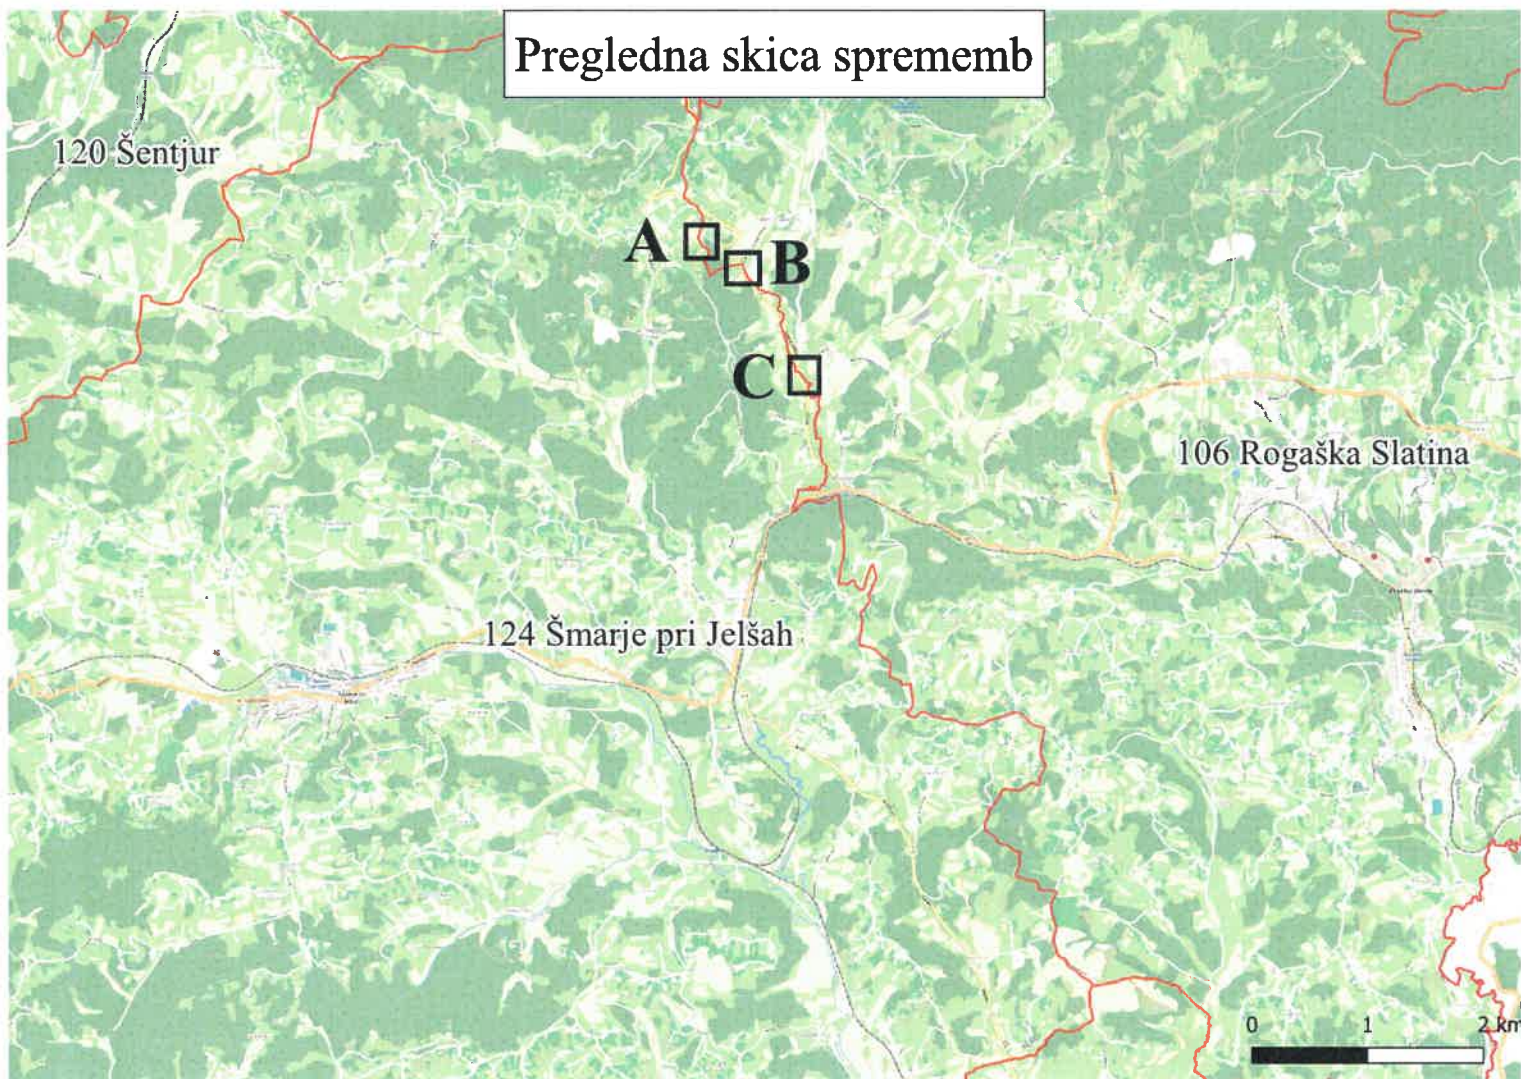 Pregledna skica sprememb
120 Šentjur
A
B
C
106 Rogaška Slatina
124 Šmarje pri Jelšah
0 1 2 km